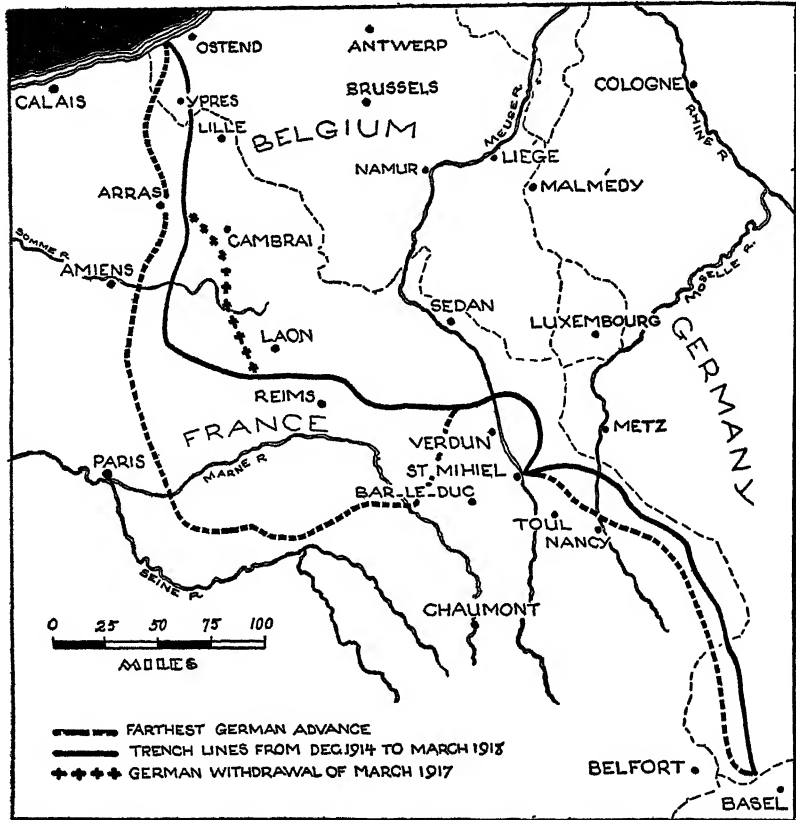 OSTEND
ANTWERP
CALAIS
YPRES
BRUSSELS
COLOGNE
LILLE
BELGIUM
MEUSE R
RHINE R
LIEGE
NAMUR
MALMÉDY
ARRAS
CAMBRAI
SOMME R
AMIENS
SEDAN
LUXEMBOURG
MOSELLE R.
GERMANY
LAON
REIMS
FRANCE
VERDUN
METZ
PARIS
MARNE R
ST. MIHIEL
BAR-LE-DUC
TOUL
NANCY
SEINE R
CHAUMONT
0 25 50 75 100
MILES
FARTHEST GERMAN ADVANCE
TRENCH LINES FROM DEC.1914 TO MARCH 1918
GERMAN WITHDRAWAL OF MARCH 1917
BELFORT
BASEL